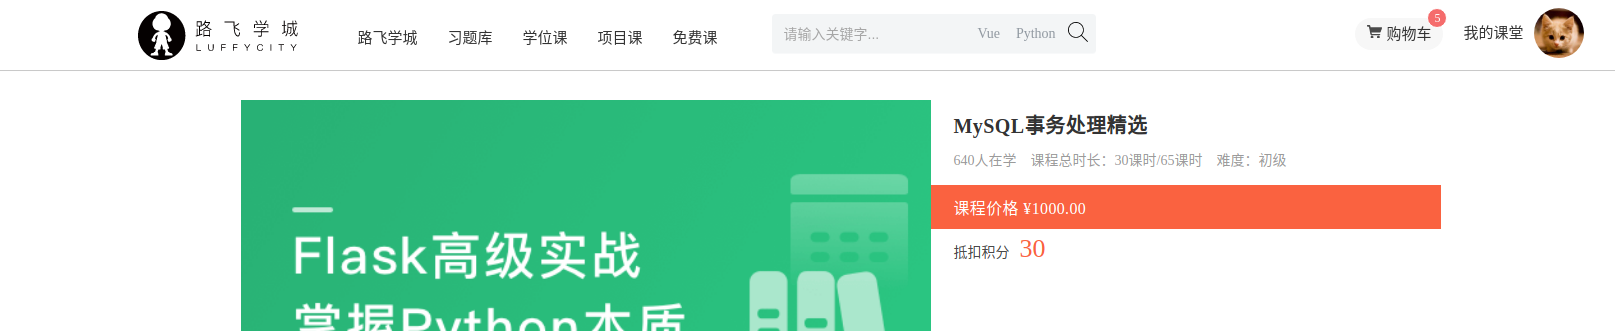 路飞学城
LUFFYCITY
路飞学城 习题库 学位课 项目课 免费课
请输入关键字... Vue Python
购物车 5
我的课堂
Flask高级实战
掌握Python本质
MySQL事务处理精选
640人在学 课程总时长：30课时/65课时 难度：初级
课程价格 ¥1000.00
抵扣积分 30